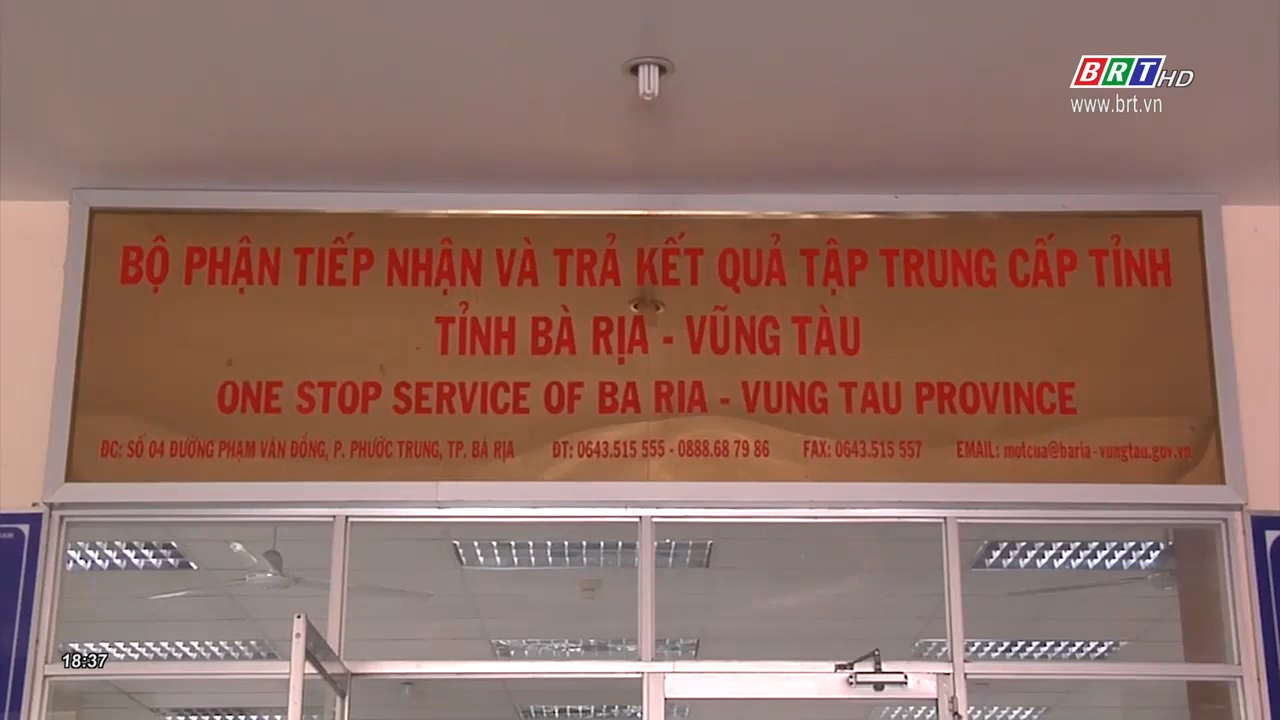 BRT HD
www.brt.vn
BỘ PHẬN TIẾP NHẬN VÀ TRẢ KẾT QUẢ TẬP TRUNG CẤP TỈNH
TỈNH BÀ RỊA - VŨNG TÀU
ONE STOP SERVICE OF BA RIA - VUNG TAU PROVINCE
ĐC: SỐ 04 ĐƯỜNG PHẠM VĂN ĐỒNG, P. PHƯỚC TRUNG, TP. BÀ RỊA ĐT: 0643.515 555 - 0888.68 79 86 FAX: 0643.515 557 EMAIL: motcua@baria-vungtau.gov.vn
18:37